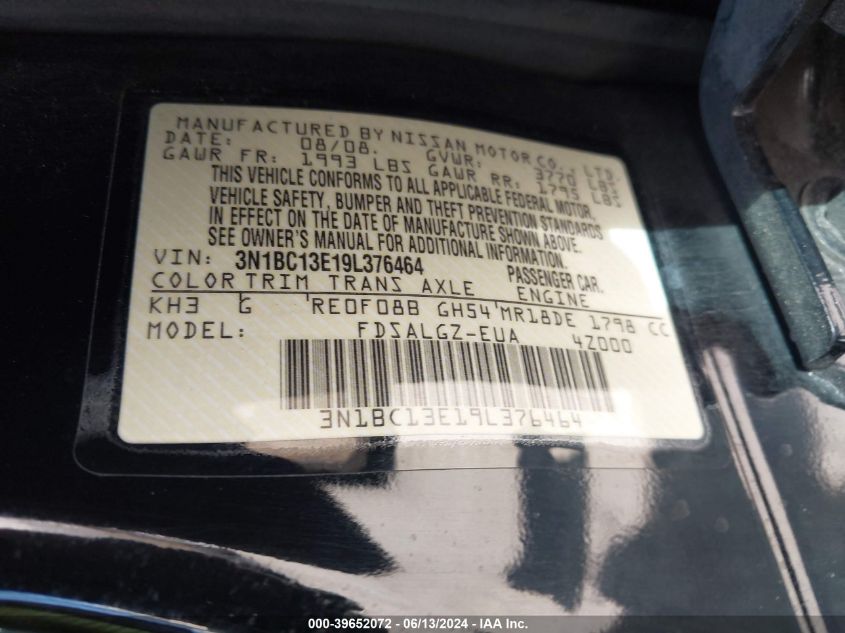 MANUFACTURED BY NISSAN MOTOR CO., LTD.
DATE: 08/08. GVWR: 3770 LBS
GAWR FR: 1993 LBS GAWR RR: 1795 LBS
THIS VEHICLE CONFORMS TO ALL APPLICABLE FEDERAL MOTOR
VEHICLE SAFETY, BUMPER AND THEFT PREVENTION STANDARDS
IN EFFECT ON THE DATE OF MANUFACTURE SHOWN ABOVE.
SEE OWNER'S MANUAL FOR ADDITIONAL INFORMATION.
VIN: 3N1BC13E19L376464 PASSENGER CAR.
COLOR TRIM TRANS AXLE ENGINE
KH3 G RE0F08B GH54 MR18DE 1798 CC
MODEL: FDSALGZ-EUA 4Z000
3N1BC13E19L376464
000-39652072 - 06/13/2024 - IAA Inc.